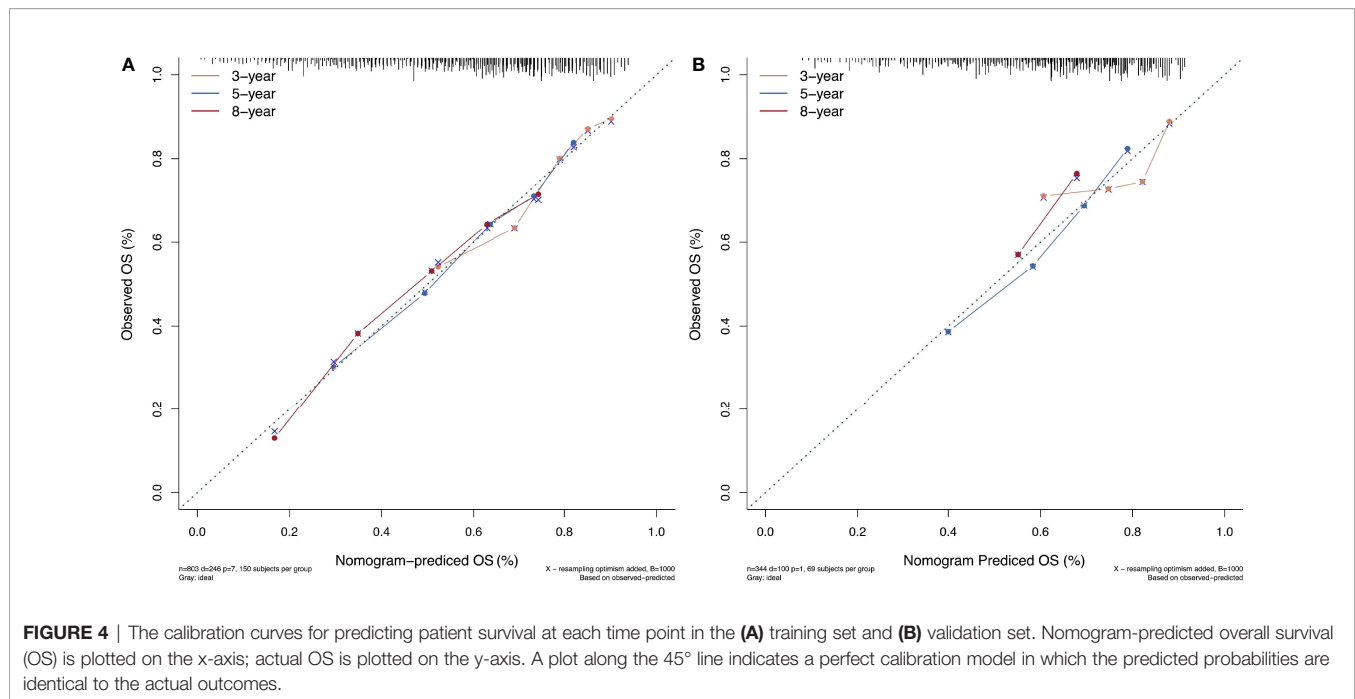 A
3−year
5−year
8−year
Observed OS (%)
1.0
0.8
0.6
0.4
0.2
0.0
0.0 0.2 0.4 0.6 0.8 1.0
Nomogram−prediced OS (%)
n=803 d=246 p=7, 150 subjects per group
Gray: ideal
X − resampling optimism added, B=1000
Based on observed−predicted
B
3−year
5−year
8−year
Observed OS (%)
1.0
0.8
0.6
0.4
0.2
0.0
0.0 0.2 0.4 0.6 0.8 1.0
Nomogram Prediced OS (%)
n=344 d=100 p=1, 69 subjects per group
Gray: ideal
X − resampling optimism added, B=1000
Based on observed−predicted
FIGURE 4 | The calibration curves for predicting patient survival at each time point in the (A) training set and (B) validation set. Nomogram-predicted overall survival
(OS) is plotted on the x-axis; actual OS is plotted on the y-axis. A plot along the 45° line indicates a perfect calibration model in which the predicted probabilities are
identical to the actual outcomes.